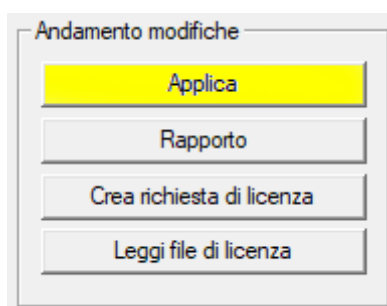 Andamento modifiche
Applica
Rapporto
Crea richiesta di licenza
Leggi file di licenza